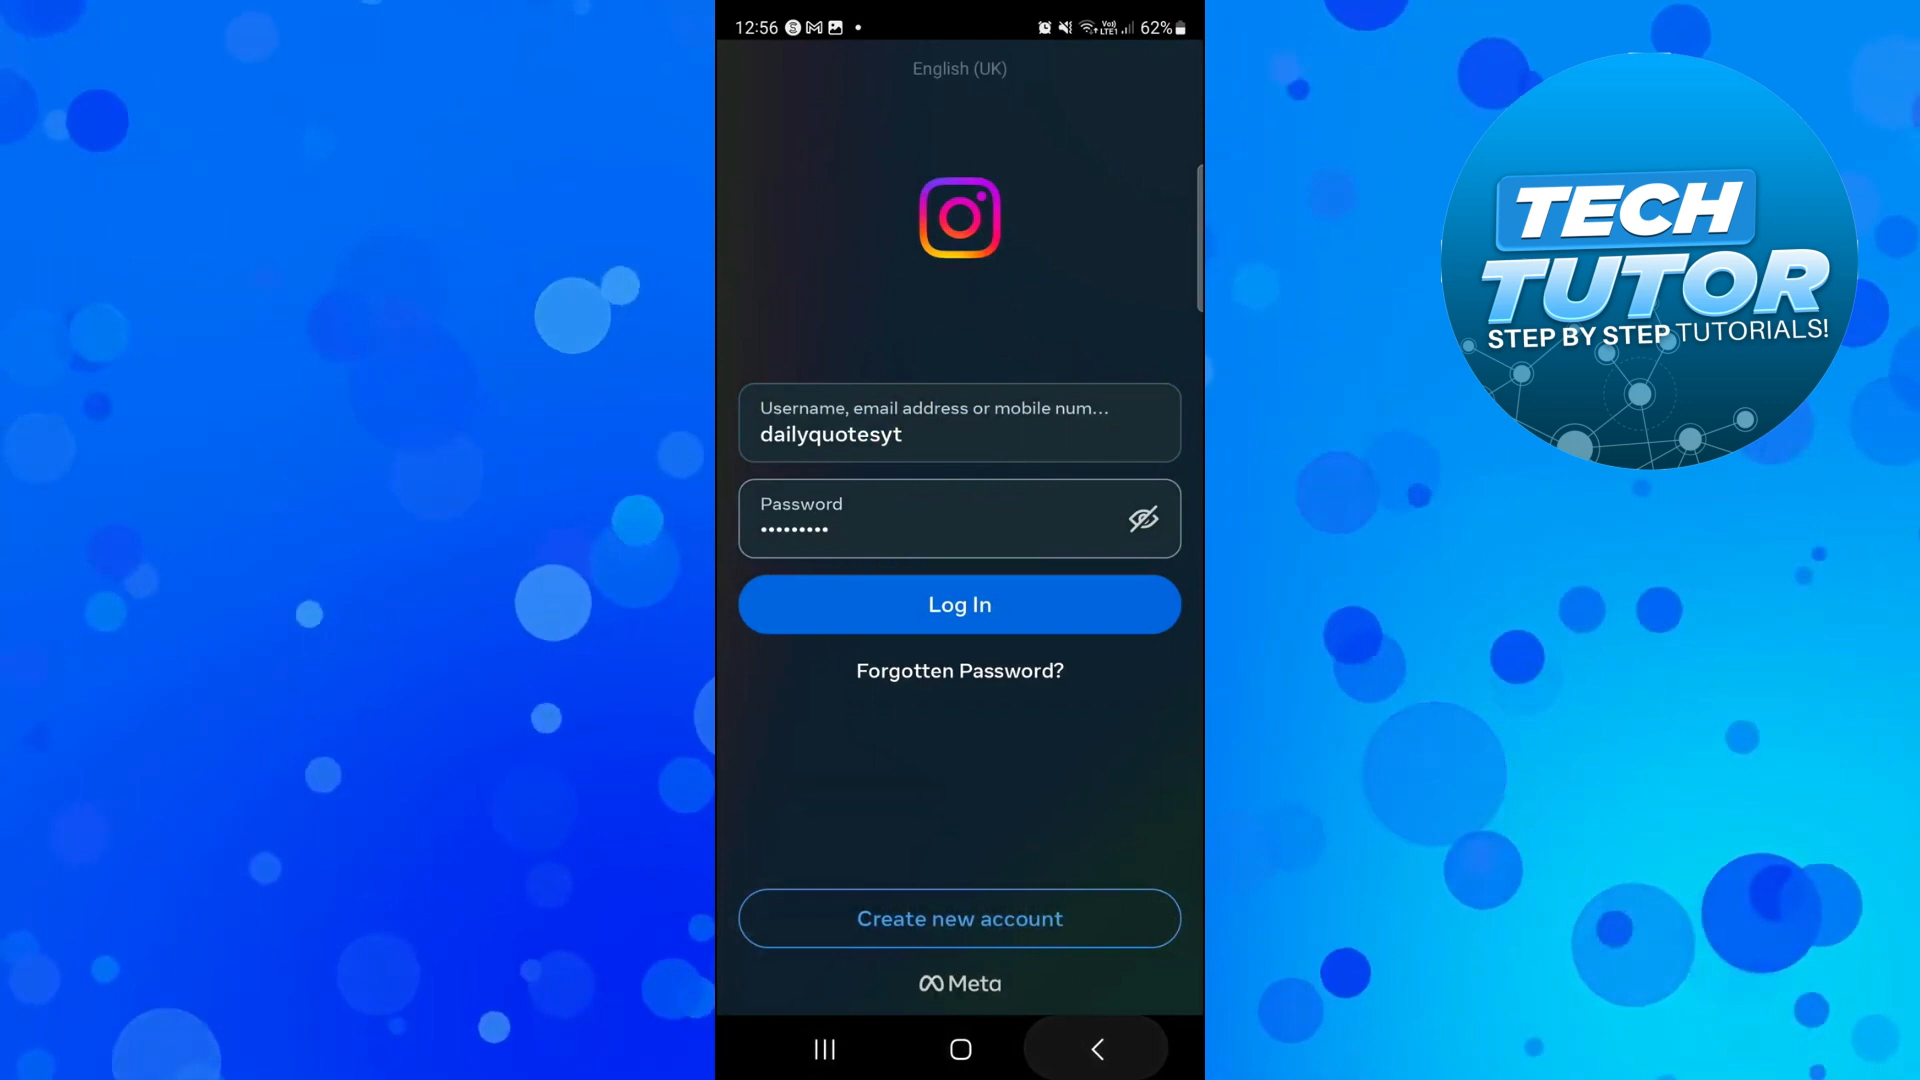 12:56
62%
English (UK)
Username, email address or mobile num...
dailyquotesyt
Password
•••••••••
Log In
Forgotten Password?
Create new account
Meta
TECH
TUTOR
STEP BY STEP TUTORIALS!